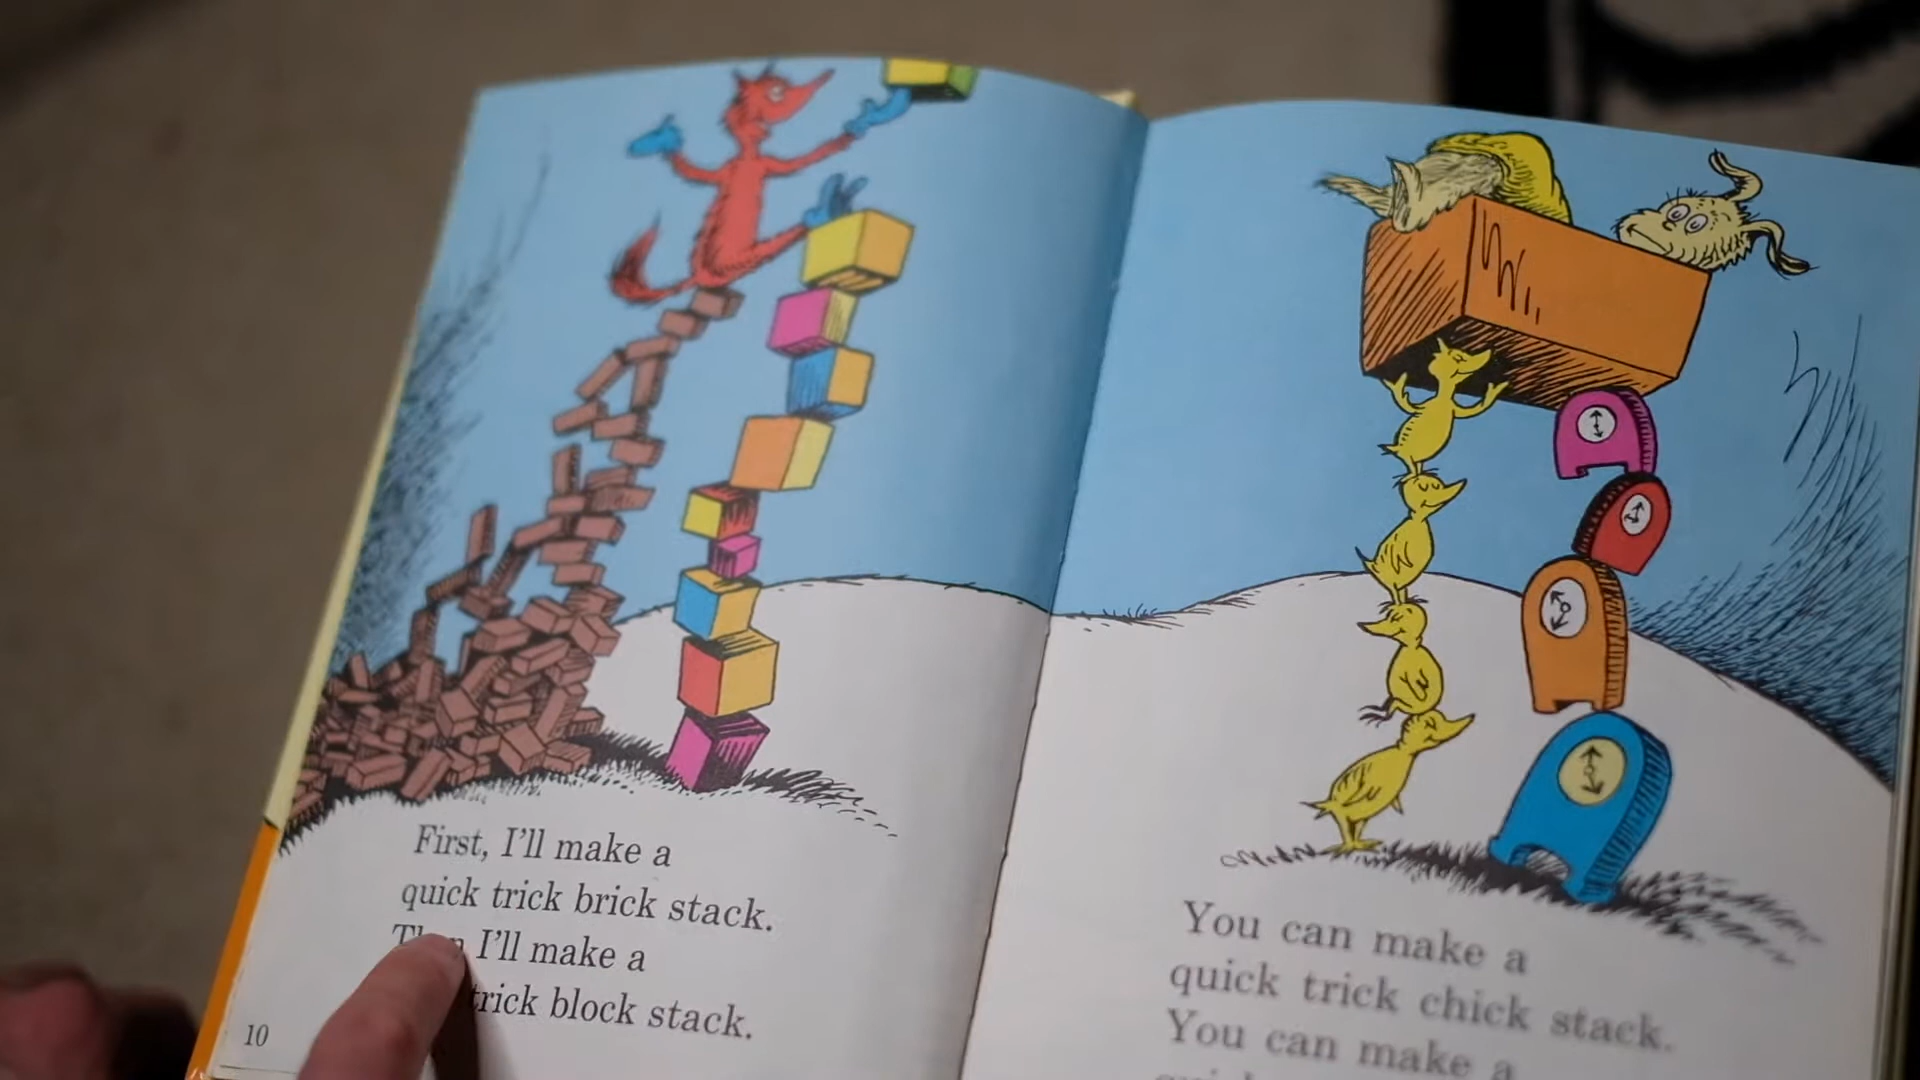 First, I'll make a
quick trick brick stack.
Then I'll make a
trick block stack.
10
You can make a
quick trick chick stack.
You can make a